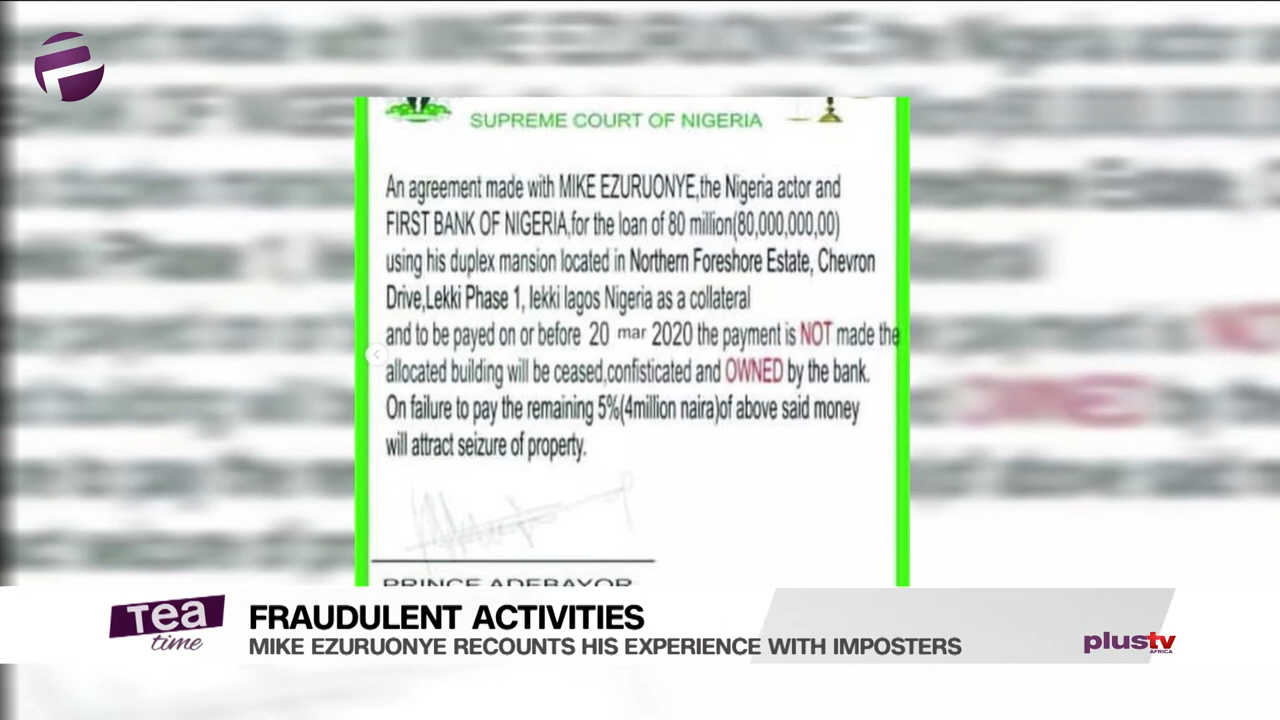 SUPREME COURT OF NIGERIA
An agreement made with MIKE EZURUONYE,the Nigeria actor and
FIRST BANK OF NIGERIA,for the loan of 80 million(80,000,000,00)
using his duplex mansion located in Northern Foreshore Estate, Chevron
Drive,Lekki Phase 1, lekki lagos Nigeria as a collateral
and to be payed on or before 20 mar 2020 the payment is NOT made the
allocated building will be ceased,confisticated and OWNED by the bank.
On failure to pay the remaining 5%(4million naira)of above said money
will attract seizure of property.
PRINCE ADEBAYOR
Tea
time
FRAUDULENT ACTIVITIES
MIKE EZURUONYE RECOUNTS HIS EXPERIENCE WITH IMPOSTERS
plustv
AFRICA